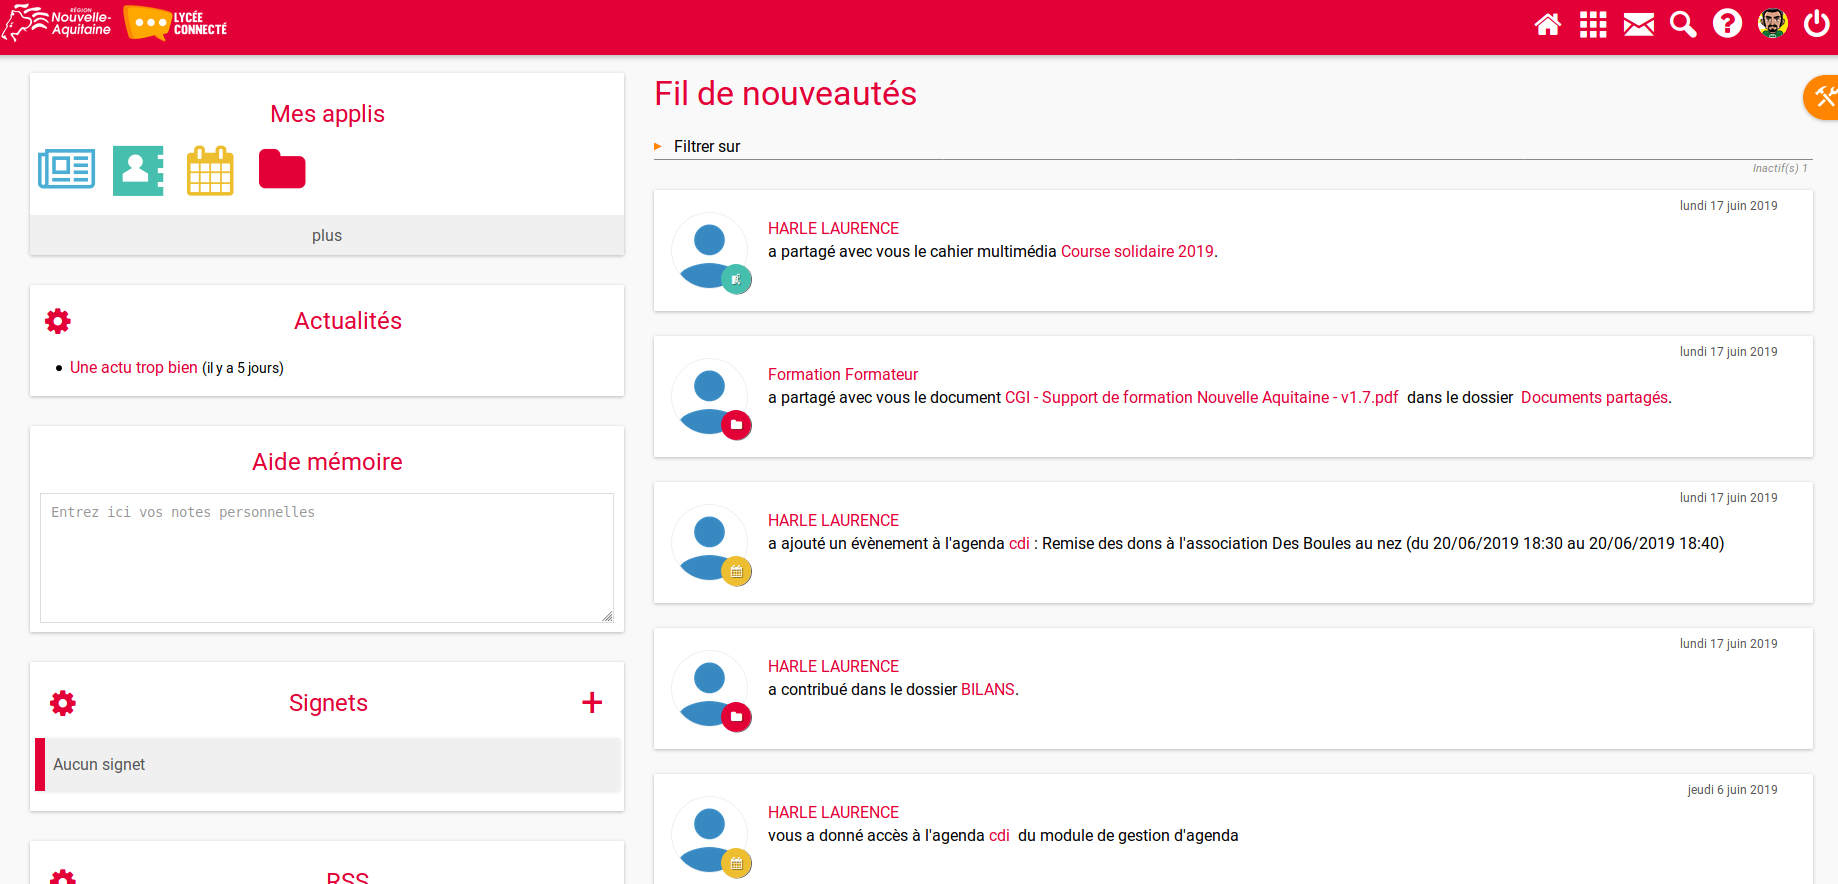 RÉGION
Nouvelle-
Aquitaine
LYCÉE
CONNECTÉ
Mes applis
plus
Actualités
Une actu trop bien (il y a 5 jours)
Aide mémoire
Entrez ici vos notes personnelles
Signets
Aucun signet
RSS
Fil de nouveautés
Filtrer sur
Inactif(s) 1
lundi 17 juin 2019
HARLE LAURENCE
a partagé avec vous le cahier multimédia Course solidaire 2019.
lundi 17 juin 2019
Formation Formateur
a partagé avec vous le document CGI - Support de formation Nouvelle Aquitaine - v1.7.pdf dans le dossier Documents partagés.
lundi 17 juin 2019
HARLE LAURENCE
a ajouté un évènement à l'agenda cdi : Remise des dons à l'association Des Boules au nez (du 20/06/2019 18:30 au 20/06/2019 18:40)
lundi 17 juin 2019
HARLE LAURENCE
a contribué dans le dossier BILANS.
jeudi 6 juin 2019
HARLE LAURENCE
vous a donné accès à l'agenda cdi du module de gestion d'agenda